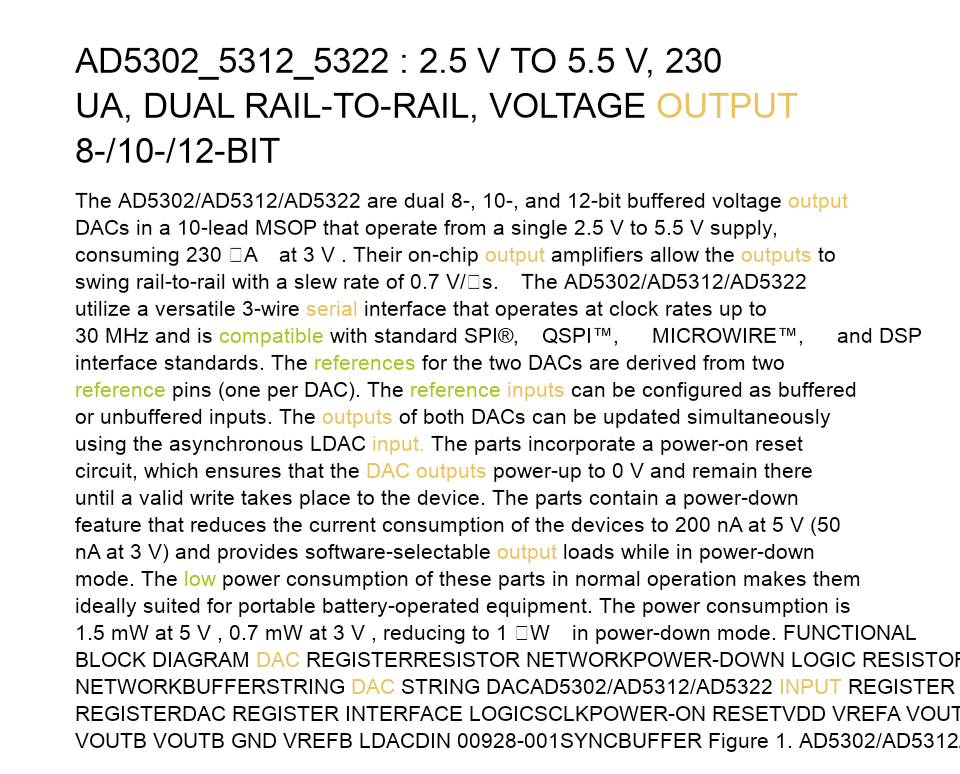 AD5302_5312_5322 : 2.5 V TO 5.5 V, 230
UA, DUAL RAIL-TO-RAIL, VOLTAGE OUTPUT
8-/10-/12-BIT
The AD5302/AD5312/AD5322 are dual 8-, 10-, and 12-bit buffered voltage output
DACs in a 10-lead MSOP that operate from a single 2.5 V to 5.5 V supply,
consuming 230 □A at 3 V . Their on-chip output amplifiers allow the outputs to
swing rail-to-rail with a slew rate of 0.7 V/□s. The AD5302/AD5312/AD5322
utilize a versatile 3-wire serial interface that operates at clock rates up to
30 MHz and is compatible with standard SPI®, QSPI™, MICROWIRE™, and DSP
interface standards. The references for the two DACs are derived from two
reference pins (one per DAC). The reference inputs can be configured as buffered
or unbuffered inputs. The outputs of both DACs can be updated simultaneously
using the asynchronous LDAC input. The parts incorporate a power-on reset
circuit, which ensures that the DAC outputs power-up to 0 V and remain there
until a valid write takes place to the device. The parts contain a power-down
feature that reduces the current consumption of the devices to 200 nA at 5 V (50
nA at 3 V) and provides software-selectable output loads while in power-down
mode. The low power consumption of these parts in normal operation makes them
ideally suited for portable battery-operated equipment. The power consumption is
1.5 mW at 5 V , 0.7 mW at 3 V , reducing to 1 □W in power-down mode. FUNCTIONAL
BLOCK DIAGRAM DAC REGISTERRESISTOR NETWORKPOWER-DOWN LOGIC RESISTOR
NETWORKBUFFERSTRING DAC STRING DACAD5302/AD5312/AD5322 INPUT REGISTER
REGISTERDAC REGISTER INTERFACE LOGICSCLKPOWER-ON RESETVDD VREFA VOUT
VOUTB VOUTB GND VREFB LDACDIN 00928-001SYNCBUFFER Figure 1. AD5302/AD5312/